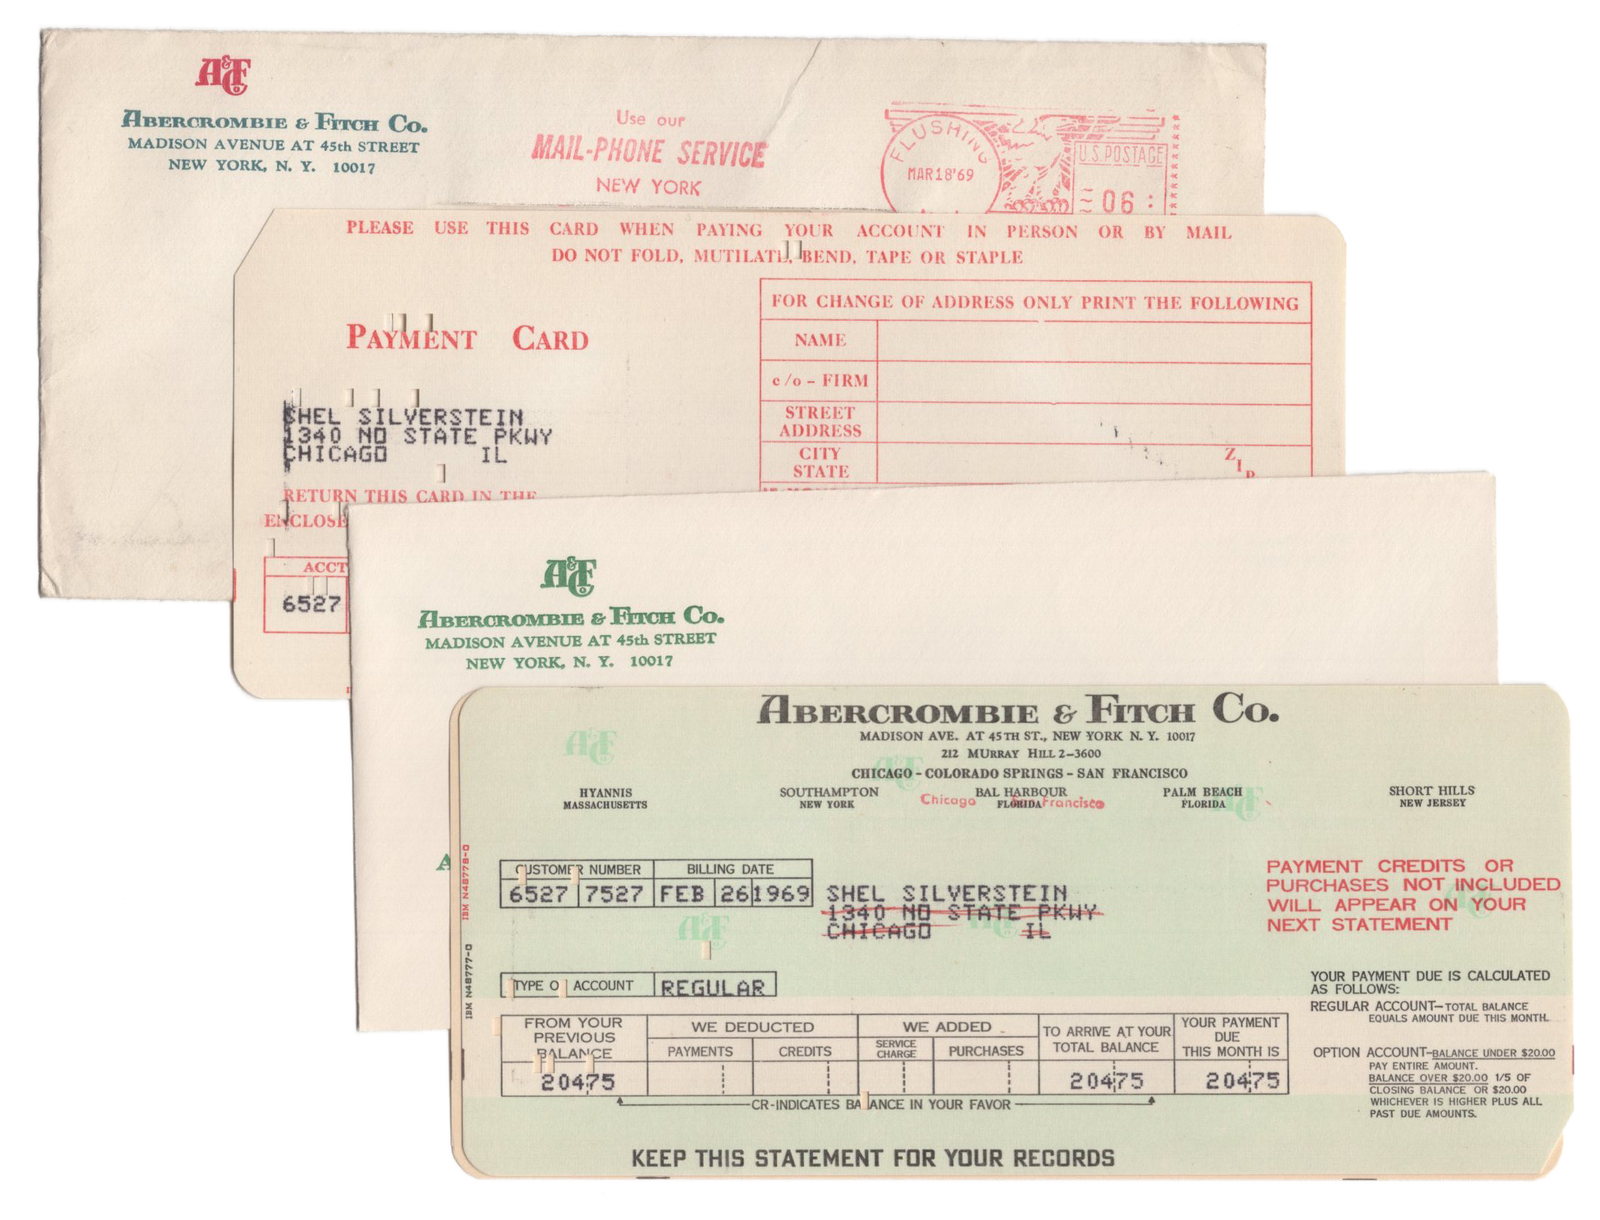 A&F Co
ABERCROMBIE & FITCH CO.
MADISON AVENUE AT 45th STREET
NEW YORK, N. Y. 10017
Use our
MAIL-PHONE SERVICE
NEW YORK
FLUSHING
MAR 18 '69
U.S. POSTAGE
06
PLEASE USE THIS CARD WHEN PAYING YOUR ACCOUNT IN PERSON OR BY MAIL
DO NOT FOLD, MUTILATE, BEND, TAPE OR STAPLE
PAYMENT CARD
FOR CHANGE OF ADDRESS ONLY PRINT THE FOLLOWING
NAME
c/o – FIRM
STREET ADDRESS
CITY STATE
ZIP
SHEL SILVERSTEIN
1340 NO STATE PKWY
CHICAGO IL
RETURN THIS CARD IN THE
ENCLOSE
ACCT
6527
A&F Co
ABERCROMBIE & FITCH CO.
MADISON AVENUE AT 45th STREET
NEW YORK, N. Y. 10017
A
ABERCROMBIE & FITCH CO.
MADISON AVE. AT 45TH ST., NEW YORK N. Y. 10017
212 MURRAY HILL 2-3600
CHICAGO - COLORADO SPRINGS - SAN FRANCISCO
HYANNIS MASSACHUSETTS
SOUTHAMPTON NEW YORK
BAL HARBOUR FLORIDA
PALM BEACH FLORIDA
SHORT HILLS NEW JERSEY
Chicago Francisco
IBM N48778-0
IBM N48777-0
CUSTOMER NUMBER BILLING DATE
6527 7527 FEB 26 1969
SHEL SILVERSTEIN
1340 NO STATE PKWY
CHICAGO IL
PAYMENT CREDITS OR
PURCHASES NOT INCLUDED
WILL APPEAR ON YOUR
NEXT STATEMENT
TYPE OF ACCOUNT REGULAR
FROM YOUR PREVIOUS BALANCE
WE DEDUCTED
PAYMENTS CREDITS
WE ADDED
SERVICE CHARGE PURCHASES
TO ARRIVE AT YOUR TOTAL BALANCE
YOUR PAYMENT DUE THIS MONTH IS
20475 20475 20475
CR-INDICATES BALANCE IN YOUR FAVOR
YOUR PAYMENT DUE IS CALCULATED
AS FOLLOWS:
REGULAR ACCOUNT–TOTAL BALANCE
EQUALS AMOUNT DUE THIS MONTH.
OPTION ACCOUNT–BALANCE UNDER $20.00
PAY ENTIRE AMOUNT.
BALANCE OVER $20.00 1/5 OF
CLOSING BALANCE OR $20.00
WHICHEVER IS HIGHER PLUS ALL
PAST DUE AMOUNTS.
KEEP THIS STATEMENT FOR YOUR RECORDS